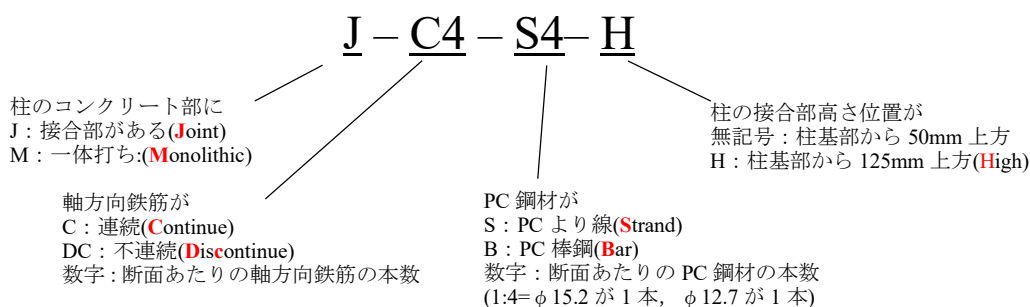 J – C4 – S4– H
柱のコンクリート部に
J：接合部がある(Joint)
M：一体打ち:(Monolithic)
柱の接合部高さ位置が
無記号：柱基部から 50mm 上方
H：柱基部から 125mm 上方(High)
軸方向鉄筋が
C：連続(Continue)
DC：不連続(Discontinue)
数字：断面あたりの軸方向鉄筋の本数
PC 鋼材が
S：PC より線(Strand)
B：PC 棒鋼(Bar)
数字：断面あたりの PC 鋼材の本数
(1:4=φ15.2 が 1 本， φ12.7 が 1 本)